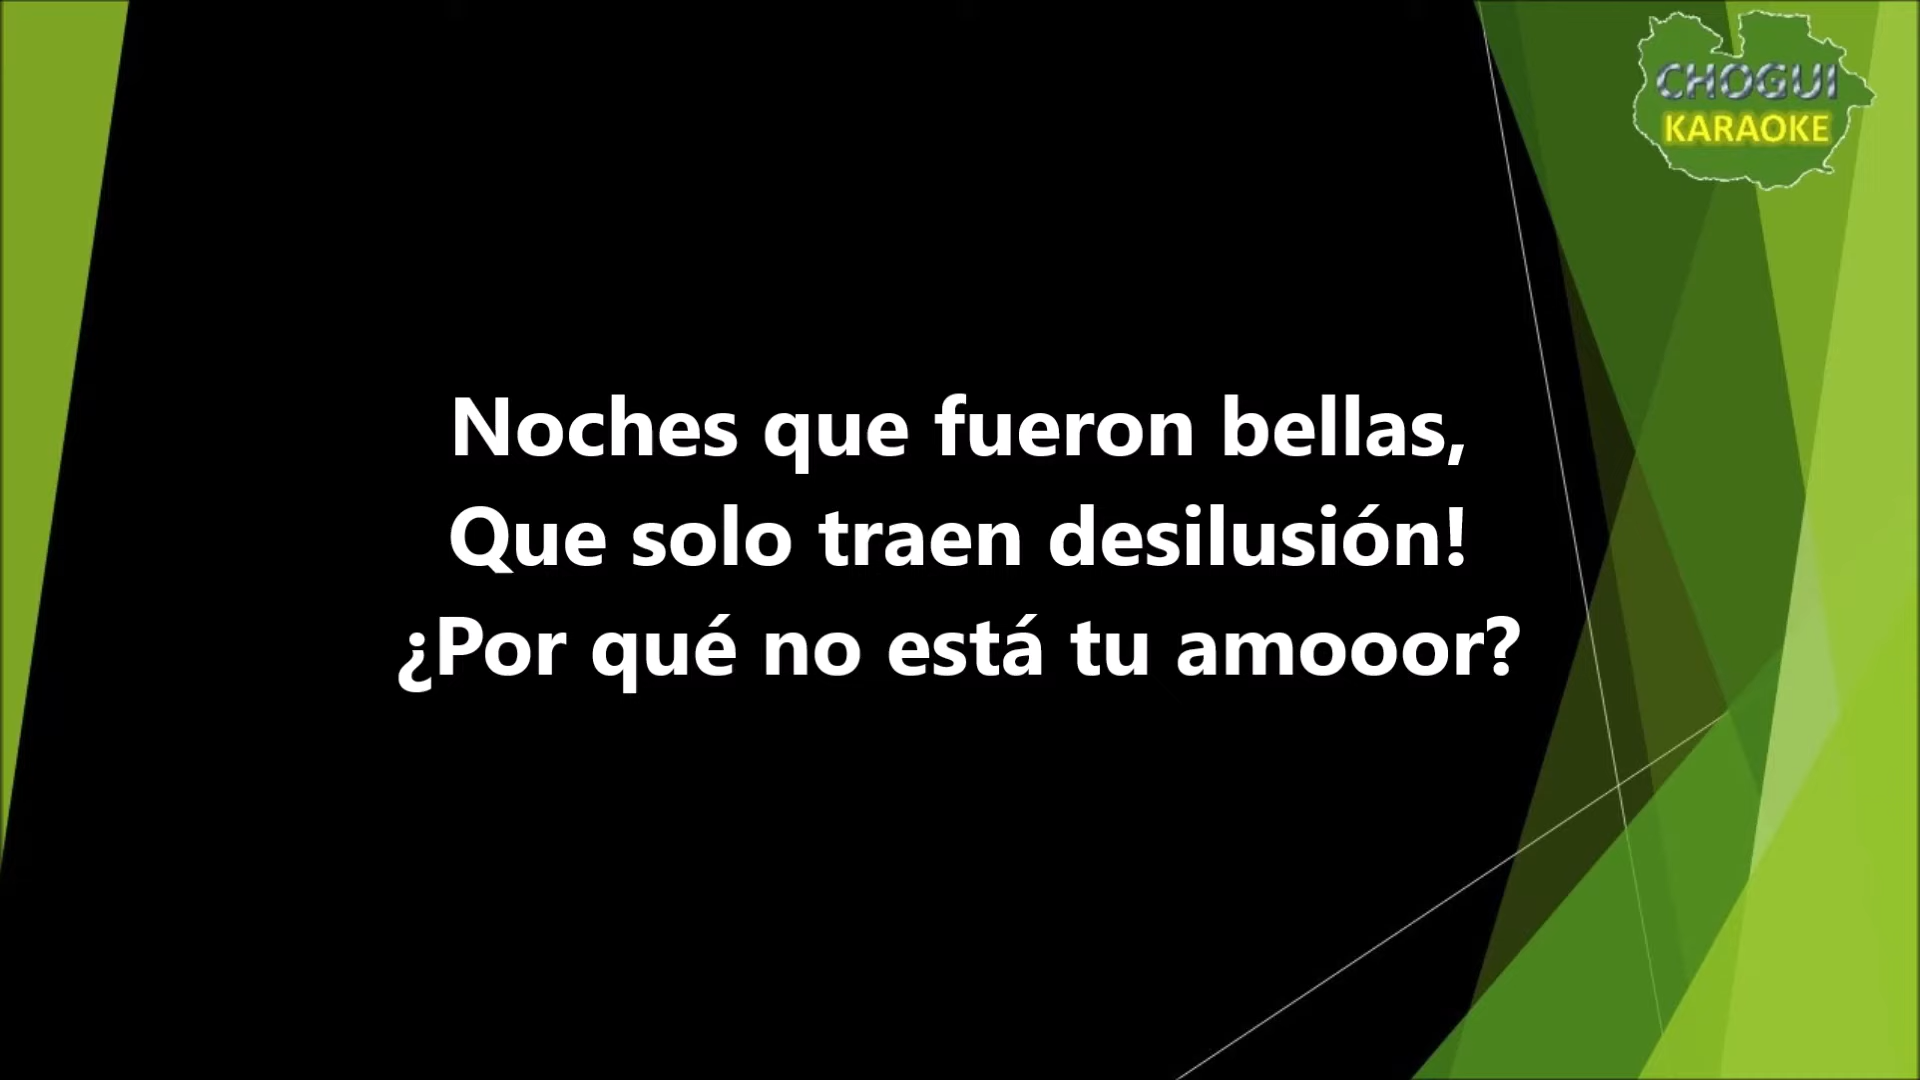 CHOGUI
KARAOKE
Noches que fueron bellas,
Que solo traen desilusión!
¿Por qué no está tu amooor?